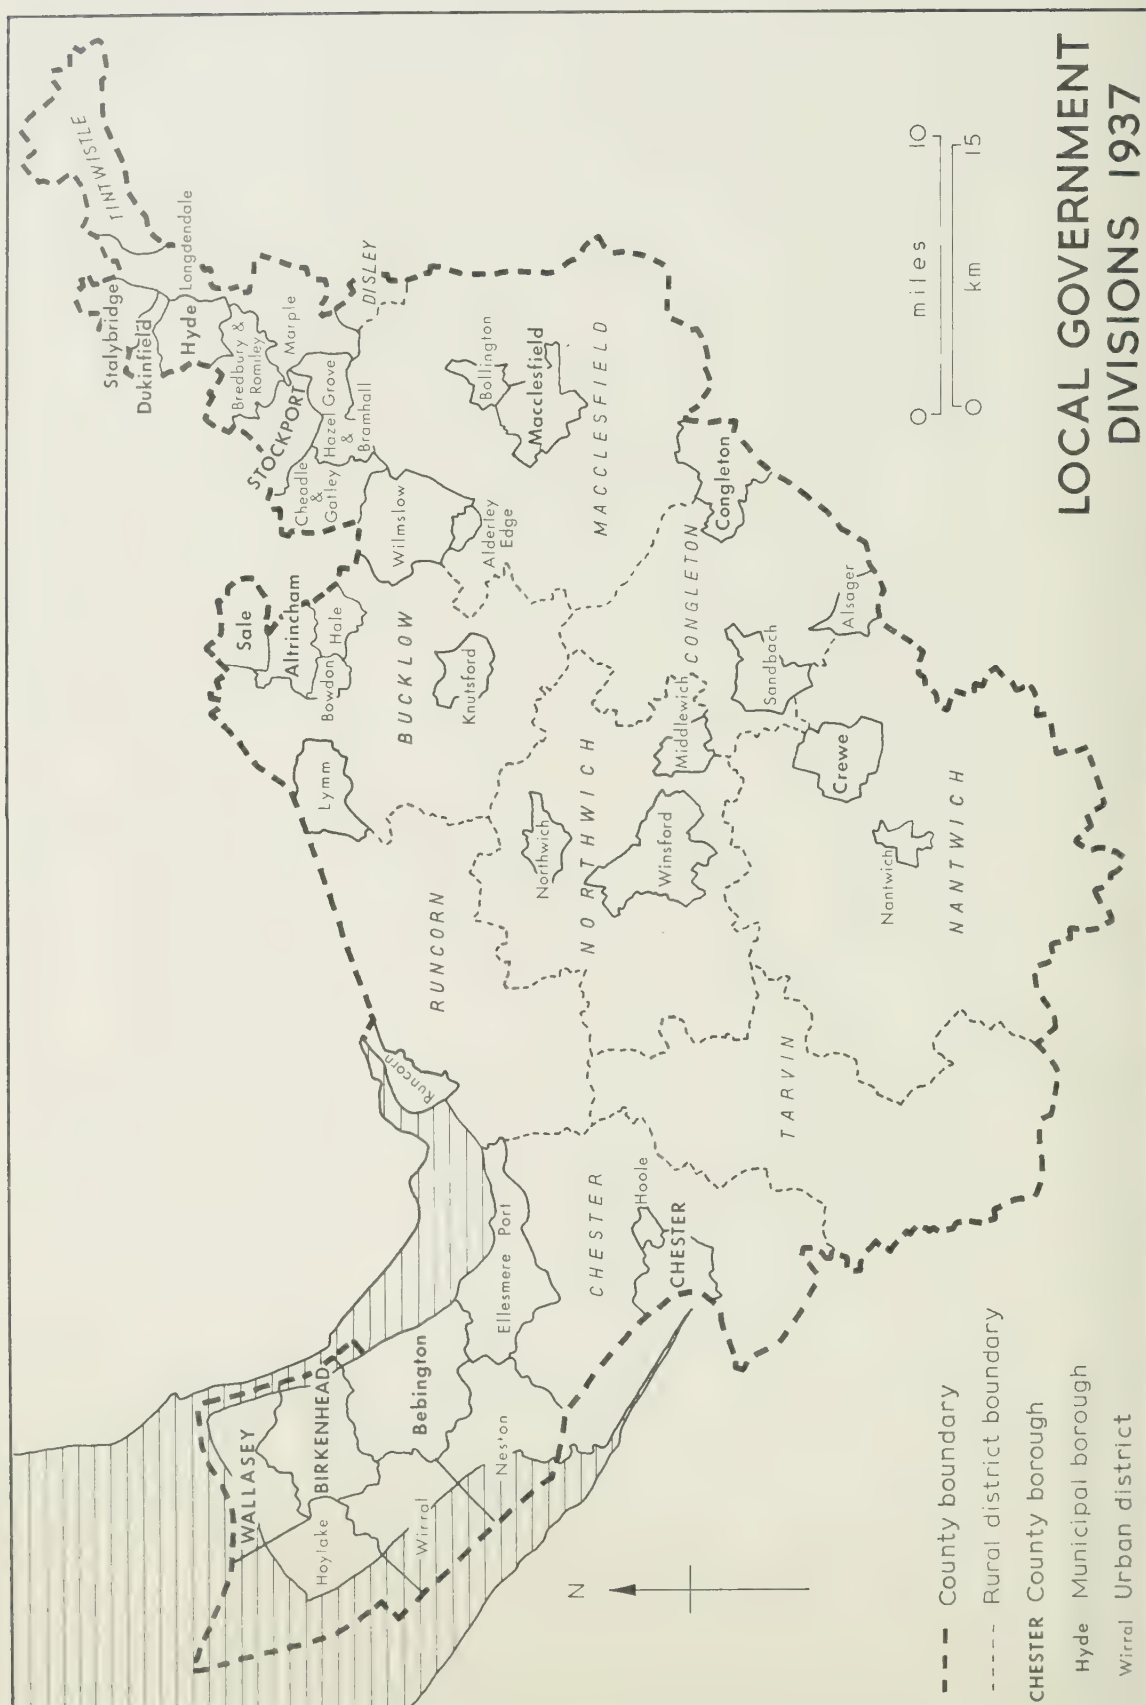 LOCAL GOVERNMENT
DIVISIONS 1937
WALLASEY
BIRKENHEAD
Hoylake
Wirral
Bebington
Neston
Ellesmere Port
CHESTER
Hoole
CHESTER
Runcorn
RUNCORN
TARVIN
Lymm
Sale
Altrincham
Bowdon
Hale
BUCKLOW
Knutsford
Northwich
NORTHWICH
Winsford
Middlewich
CONGLETON
Sandbach
Crewe
Nantwich
NANTWICH
Alsager
Congleton
Stalybridge
Dukinfield
Hyde
Longdendale
TINTWISTLE
Bredbury &
Romiley
Marple
DISLEY
STOCKPORT
Cheadle
&
Gatley
Hazel Grove
&
Bramhall
Wilmslow
Alderley
Edge
Bollington
Macclesfield
MACCLESFIELD
N
0 miles 10
0 km 15
County boundary
Rural district boundary
CHESTER County borough
Hyde Municipal borough
Wirral Urban district